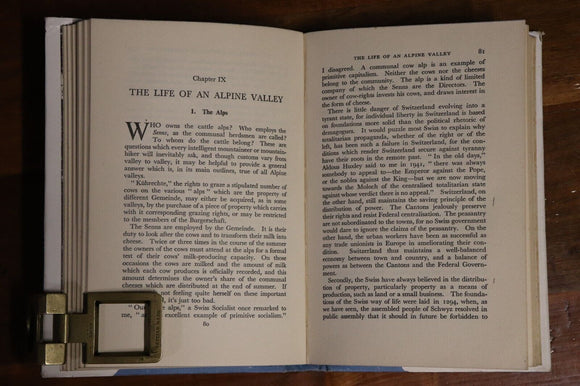 Chapter IX
THE LIFE OF AN ALPINE VALLEY
I. The Alps
WHO owns the cattle alps? Who employs the
Senns, as the communal herdsmen are called?
To whom do the cattle belong? These are
questions which every intelligent mountaineer or mountain-
hiker will inevitably ask, and though customs vary from
valley to valley, it may be helpful to provide a general
answer which is, in its main outlines, true of all Alpine
valleys.
" Kührechte," the rights to graze a stipulated number of
cows on the various " alps " which are the property of
different Gemeinde, may either be acquired, as in some
valleys, by the purchase of a piece of property which carries
with it corresponding grazing rights, or may be restricted
to the members of the Burgerschaft.
The Senns are employed by the Gemeinde. It is their
duty to look after the cows and to transform their milk into
cheese. Twice or three times in the course of the summer
the owners of the cows must attend at the alps for a formal
test of their cows' milk-producing capacity. On those
occasions the cows are milked and the amount of milk
which each cow produces is officially recorded, and this
amount determines the owner's share of the communal
cheeses which are distributed at the end of summer. If
not feeling quite herself on this important
it's just too bad.
" Our alps," a Swiss Socialist once remarked to
me, " are excellent example of primitive socialism."
80
THE LIFE OF AN ALPINE VALLEY 81
I disagreed. A communal cow alp is an example of
primitive capitalism. Neither the cows nor the cheeses
belong to the community. The alp is a kind of limited
company of which the Senns are the Directors. The
owner of cow-rights invests his cows, and draws interest in
the form of cheese.
There is little danger of Switzerland evolving into a
tyrant state, for individual liberty in Switzerland is based
on foundations more solid than the political rhetoric of
demagogues. It would puzzle most Swiss to explain why
totalitarian propaganda, whether of the right or of the
left, has been such a failure in Switzerland, for the con-
ditions which render Switzerland secure against tyranny
have their roots in the remote past. " In the old days,"
Aldous Huxley said to me in 1941, " there was always
somebody to appeal to—the Emperor against the Pope,
or the nobles against the King—but we are now moving
towards the Moloch of the centralised totalitarian state
against whose verdict there is no appeal." Switzerland, on
the other hand, still maintains the saving principle of the
distribution of power. The Cantons jealously preserve
their rights and resist Federal centralisation. The peasantry
are not subordinated to the towns, for no Swiss government
would dare to ignore the claims of the peasantry. On
the other hand, the urban workers have been as successful
as any trade unionists in Europe in ameliorating their con-
ditions. Switzerland thus maintains a well-balanced
economy between town and country, and a balance of
powers as between the Cantons and the Federal Govern-
ment.
Secondly, the Swiss have always believed in the distribu-
tion of property, particularly property as a means of
production, such as land or a small business. The founda-
tions of the Swiss way of life were laid in 1294, when, as
we have seen, the assembled people of Schwyz resolved in
public assembly that it should in future be forbidden to